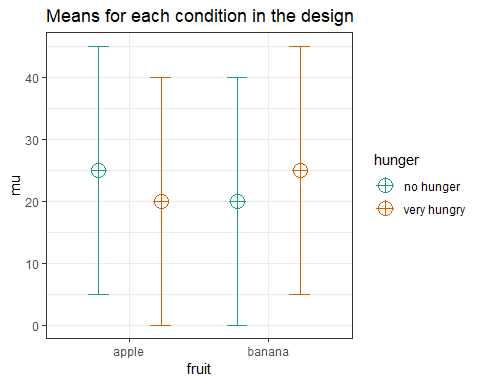 Means for each condition in the design
mu
40
30
20
10
0
apple
banana
fruit
hunger
no hunger
very hungry